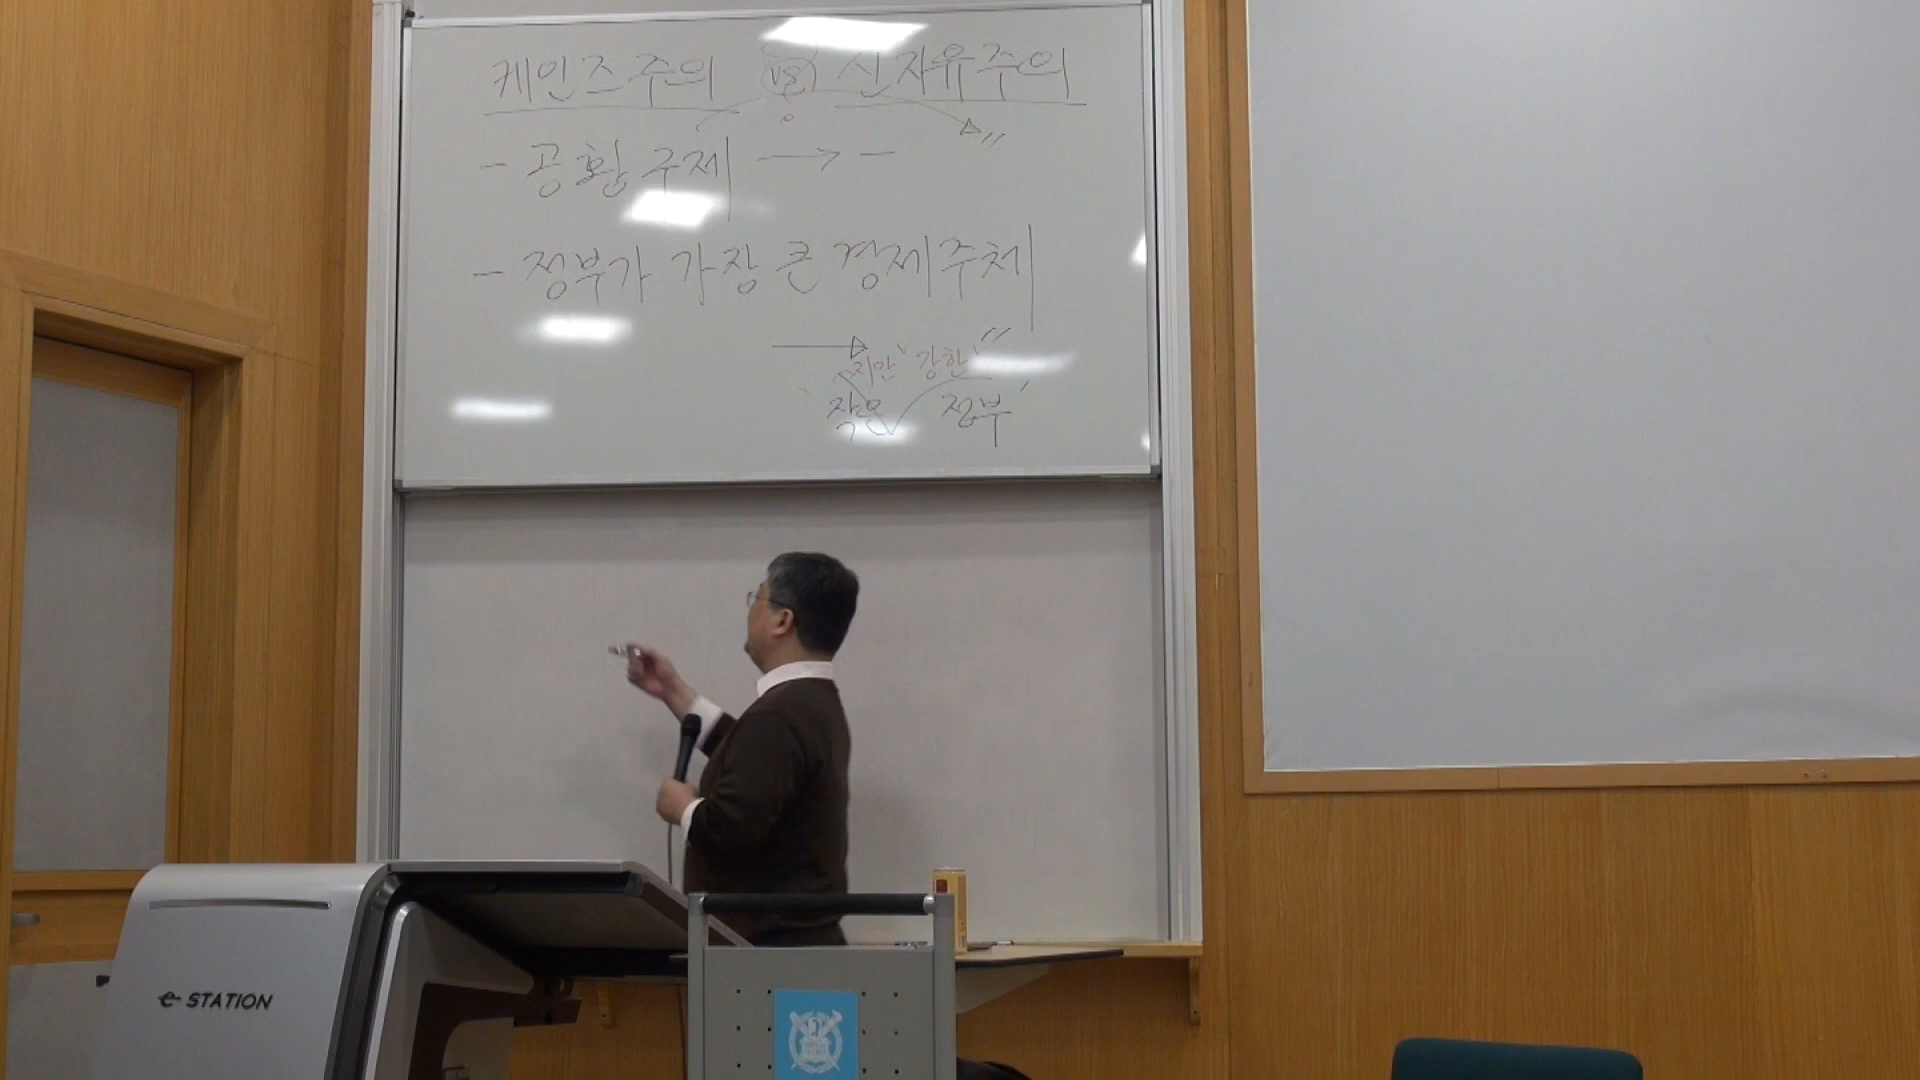 케인즈주의 vs 신자유주의
- 공황 구제 → -
- 정부가 가장 큰 경제주체
→ 치안 '강한'
'작은 정부'
e-STATION